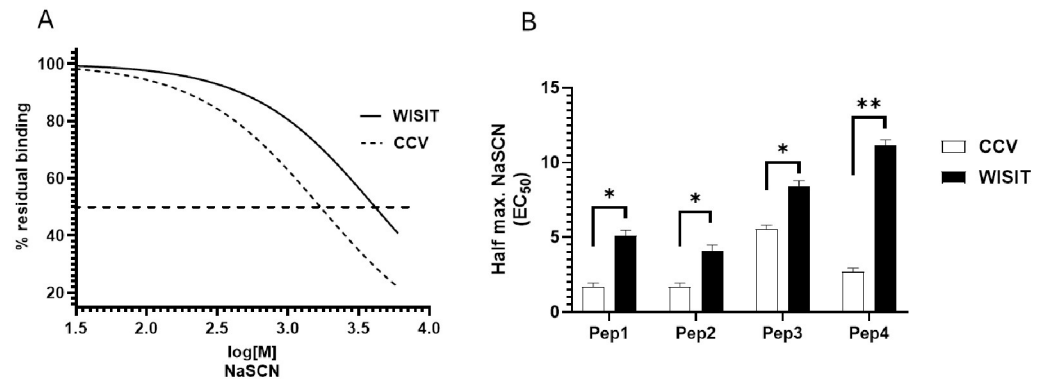 A
% residual binding
100
80
60
40
20
1.5 2.0 2.5 3.0 3.5 4.0
log[M]
NaSCN
WISIT
CCV
B
Half max. NaSCN
(EC50)
15
10
5
0
* * * **
Pep1 Pep2 Pep3 Pep4
CCV
WISIT